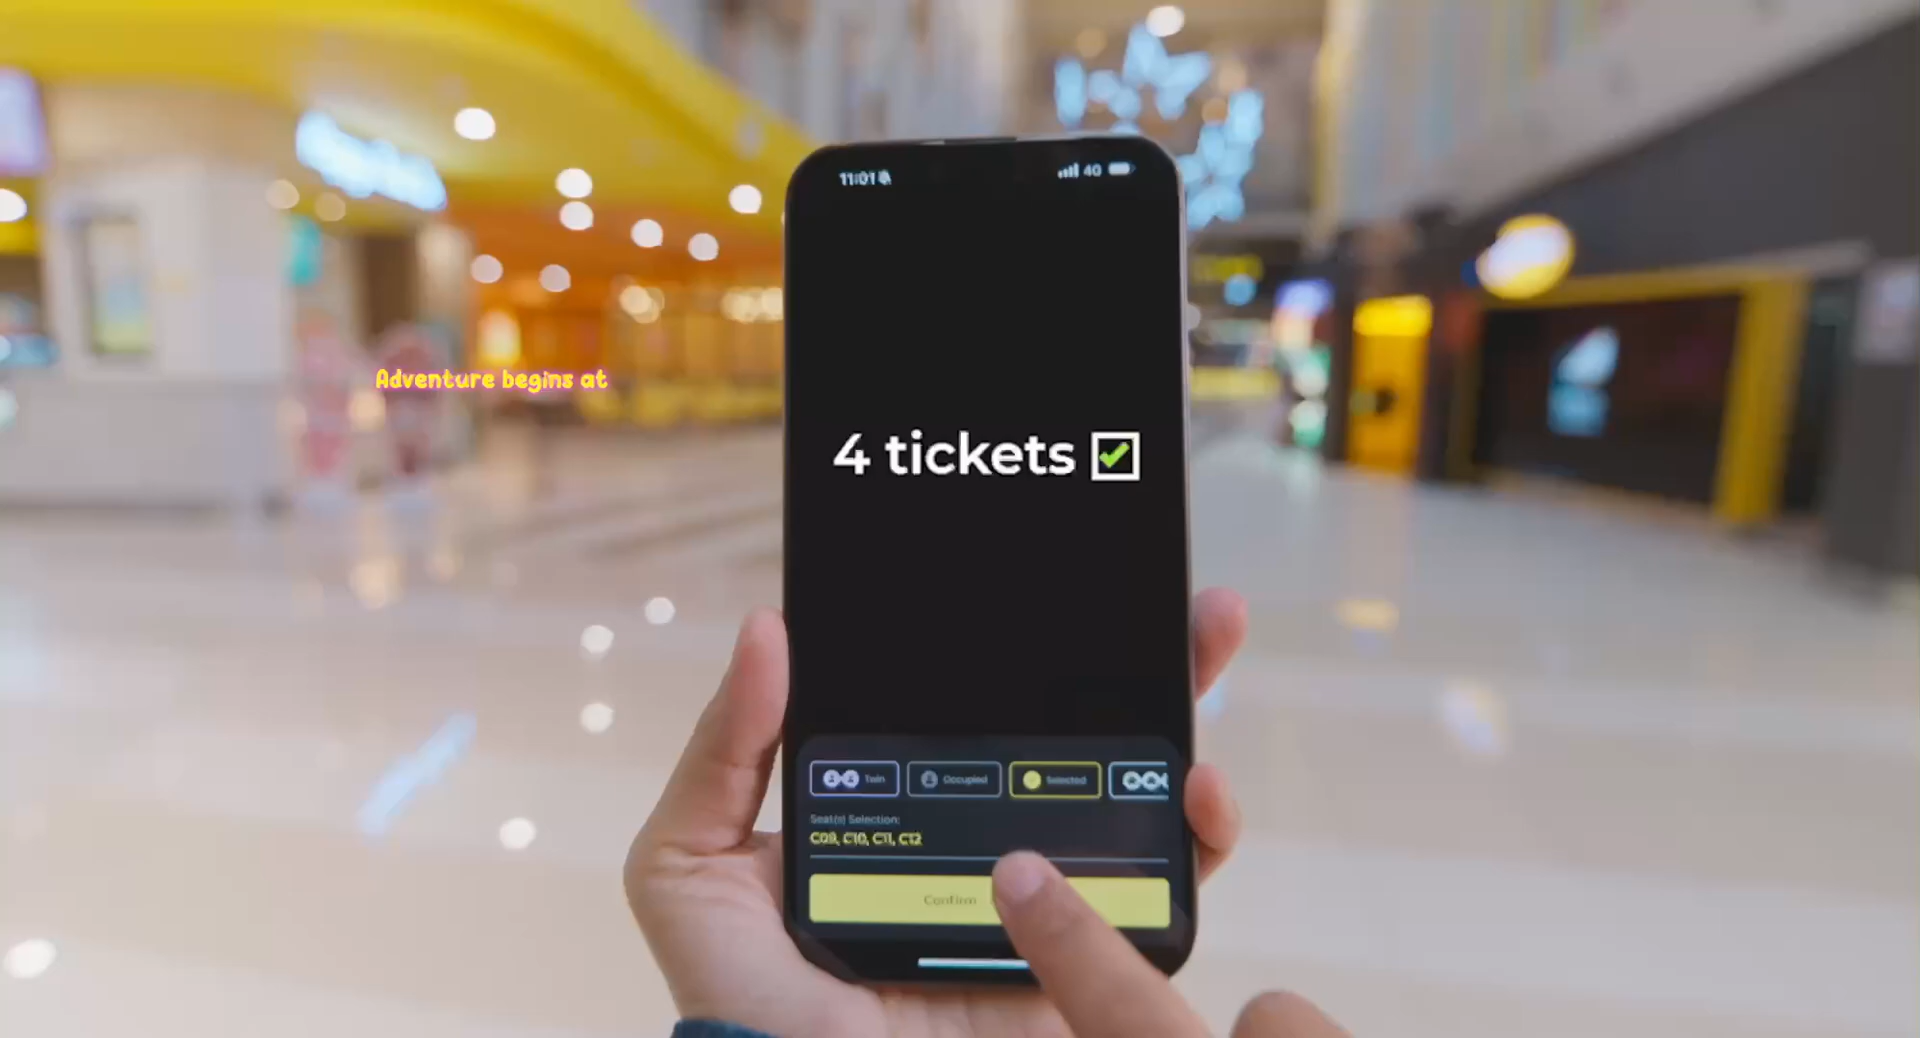 11:01
40
Adventure begins at
4 tickets
Twin
Occupied
Selected
Seat(s) Selection:
C09, C10, C11, C12
Confirm